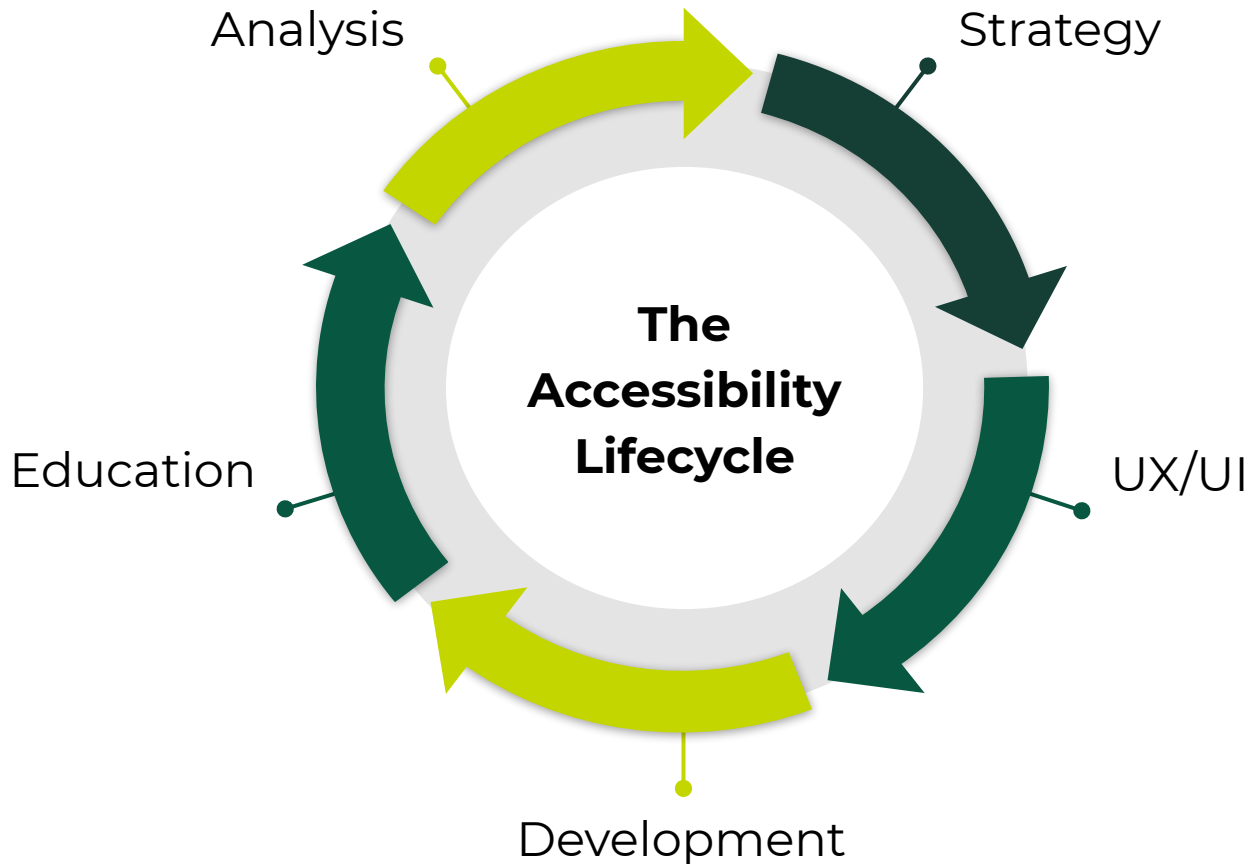 Analysis
Strategy
The
Accessibility
Lifecycle
Education
UX/UI
Development